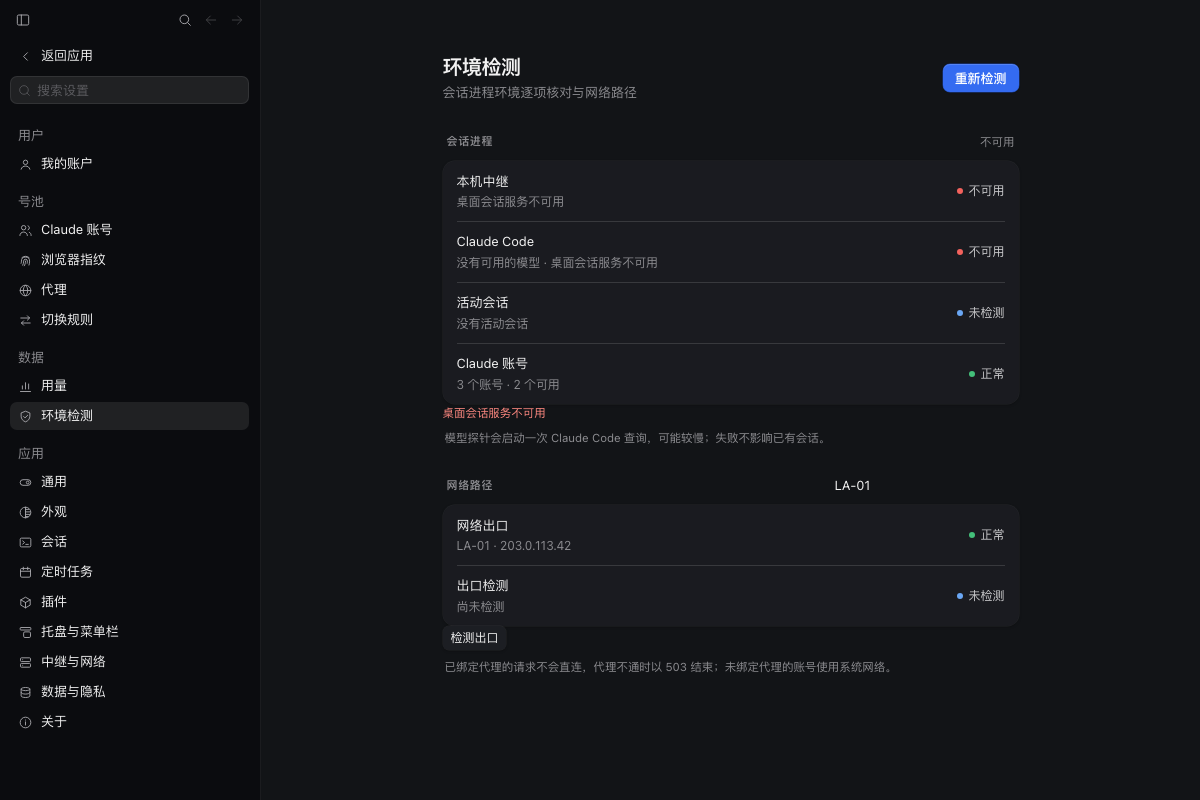 返回应用
搜索设置
用户
我的账户
号池
Claude 账号
浏览器指纹
代理
切换规则
数据
用量
环境检测
应用
通用
外观
会话
定时任务
插件
托盘与菜单栏
中继与网络
数据与隐私
关于
环境检测
会话进程环境逐项核对与网络路径
重新检测
会话进程
不可用
本机中继
桌面会话服务不可用
不可用
Claude Code
没有可用的模型 · 桌面会话服务不可用
不可用
活动会话
没有活动会话
未检测
Claude 账号
3 个账号 · 2 个可用
正常
桌面会话服务不可用
模型探针会启动一次 Claude Code 查询，可能较慢；失败不影响已有会话。
网络路径
LA-01
网络出口
LA-01 · 203.0.113.42
正常
出口检测
尚未检测
未检测
检测出口
已绑定代理的请求不会直连，代理不通时以 503 结束；未绑定代理的账号使用系统网络。